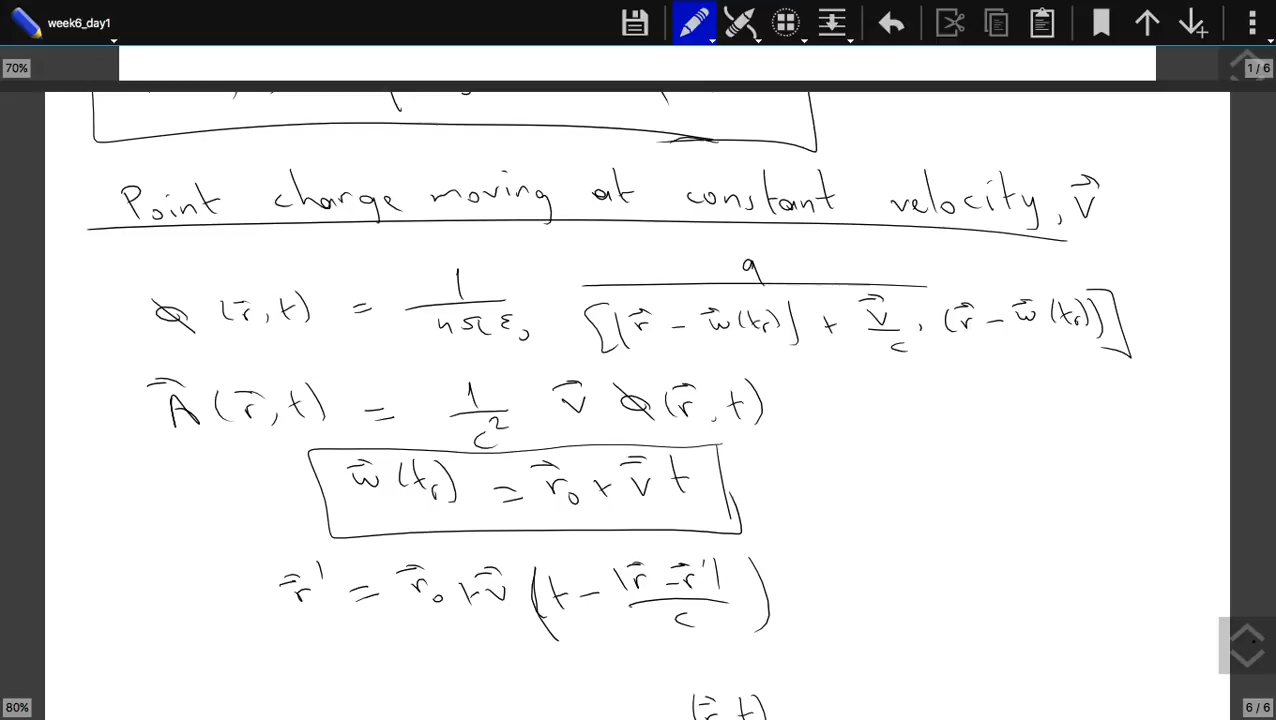 week6_day1
70%
1/6
Point charge moving at constant velocity, v⃗
φ (r⃗, t) = 1 / 4πε₀ q / [|r⃗ - w⃗(tᵣ)| + v⃗/c · (r⃗ - w⃗(tᵣ))]
A⃗ (r⃗, t) = 1/c² v⃗ φ(r⃗, t)
w⃗(tᵣ) = r⃗₀ + v⃗ t
r⃗' = r⃗₀ + v⃗ (t - |r⃗ - r⃗'| / c)
(r⃗ t)
80%
6/6